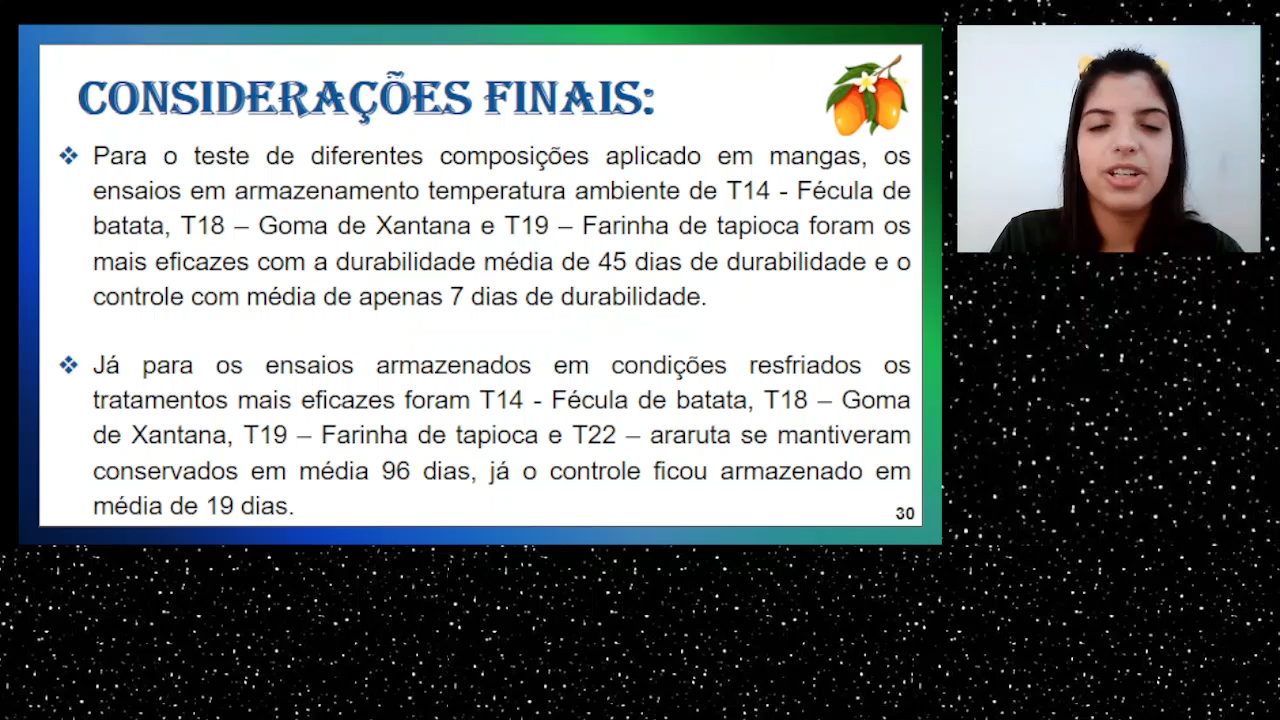 CONSIDERAÇÕES FINAIS:
Para o teste de diferentes composições aplicado em mangas, os
ensaios em armazenamento temperatura ambiente de T14 - Fécula de
batata, T18 – Goma de Xantana e T19 – Farinha de tapioca foram os
mais eficazes com a durabilidade média de 45 dias de durabilidade e o
controle com média de apenas 7 dias de durabilidade.
Já para os ensaios armazenados em condições resfriados os
tratamentos mais eficazes foram T14 - Fécula de batata, T18 – Goma
de Xantana, T19 – Farinha de tapioca e T22 – araruta se mantiveram
conservados em média 96 dias, já o controle ficou armazenado em
média de 19 dias.
30